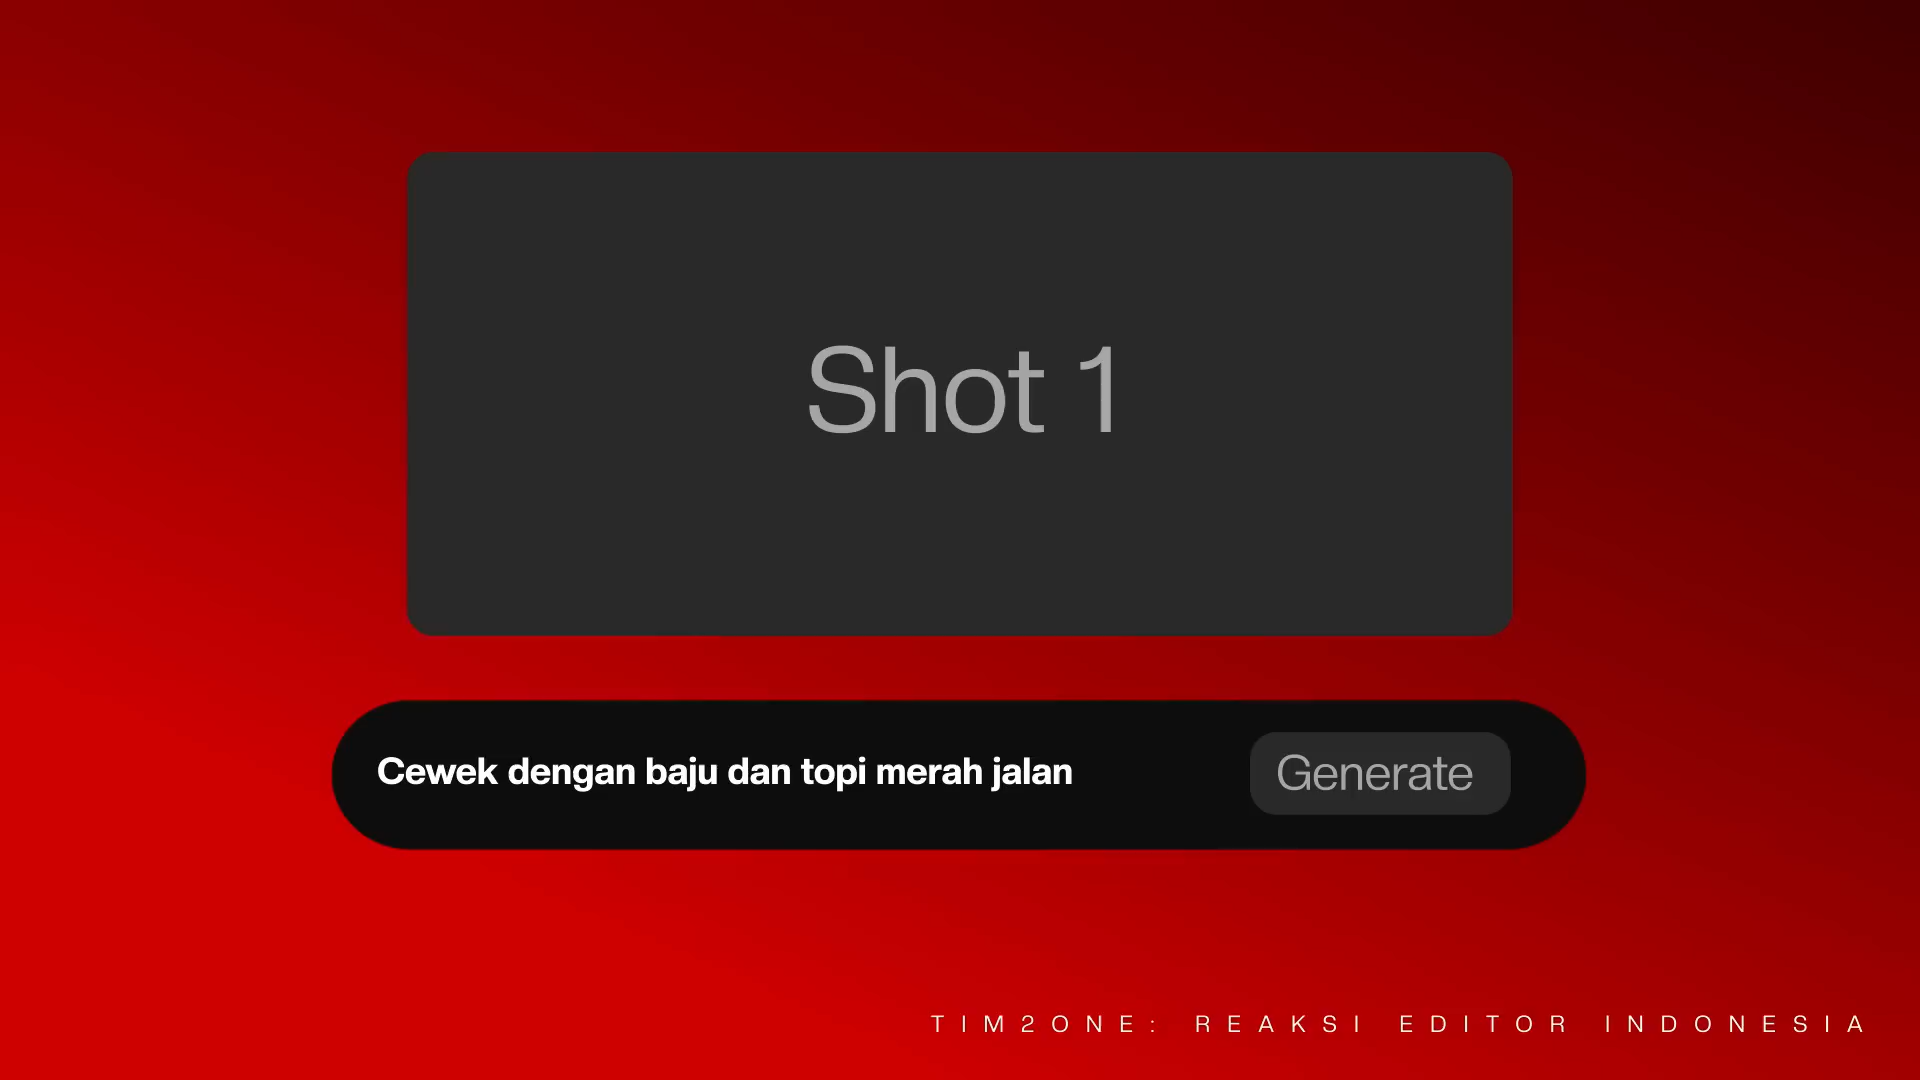 Shot 1
Cewek dengan baju dan topi merah jalan
Generate
TIM2ONE: REAKSI EDITOR INDONESIA